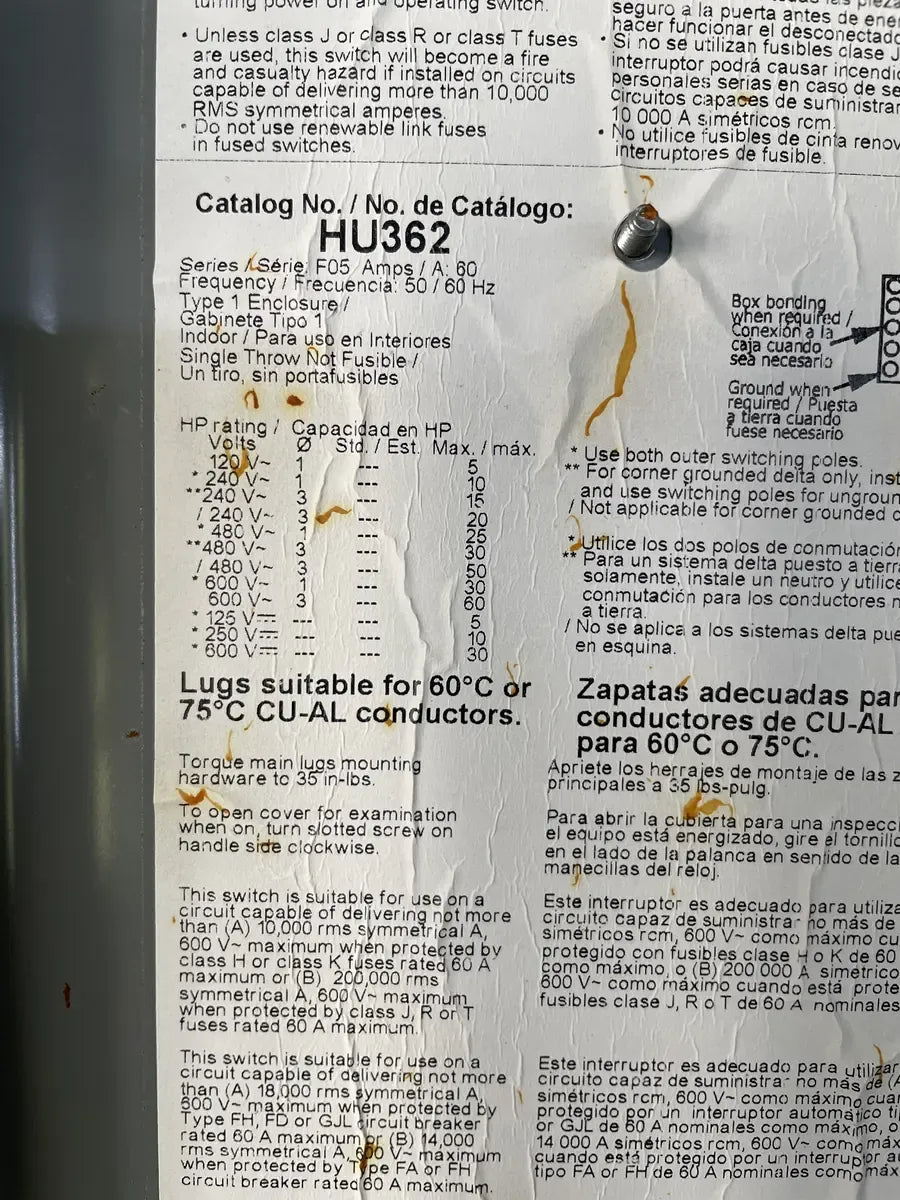 turning power on and operating switch.
• Unless class J or class R or class T fuses
are used, this switch will become a fire
and casualty hazard if installed on circuits
capable of delivering more than 10,000
RMS symmetrical amperes.
• Do not use renewable link fuses
in fused switches.
seguro a la puerta antes de ener
hacer funcionar el desconectado
• Si no se utilizan fusibles clase J
interruptor podrá causar incendio
personales serias en caso de se
circuitos capaces de suministrar
10 000 A simétricos rcm.
• No utilice fusibles de cinta renov
interruptores de fusible.
Catalog No. / No. de Catálogo:
HU362
Series / Série: F05 Amps / A: 60
Frequency / Frecuencia: 50 / 60 Hz
Type 1 Enclosure /
Gabinete Tipo 1
Indoor / Para uso en Interiores
Single Throw Not Fusible /
Un tiro, sin portafusibles
Box bonding
when required /
Conexión a la
caja cuando
sea necesario
Ground when
required / Puesta
a tierra cuando
fuese necesario
HP rating / Capacidad en HP
Volts Ø Std. / Est. Max. / máx.
120 V~ 1 --- 5
* 240 V~ 1 --- 10
**240 V~ 3 --- 15
/ 240 V~ 3 --- 20
* 480 V~ 1 --- 25
**480 V~ 3 --- 30
/ 480 V~ 3 --- 50
* 600 V~ 1 --- 30
600 V~ 3 --- 60
* 125 V⎓ --- --- 5
* 250 V⎓ --- --- 10
* 600 V⎓ --- --- 30
* Use both outer switching poles.
** For corner grounded delta only, inst
and use switching poles for ungroun
/ Not applicable for corner grounded d
* Utilice los dos polos de conmutación
** Para un sistema delta puesto a tierra
solamente, instale un neutro y utilice
conmutación para los conductores n
a tierra.
/ No se aplica a los sistemas delta pue
en esquina.
Lugs suitable for 60°C or
75°C CU-AL conductors.
Zapatas adecuadas par
conductores de CU-AL
para 60°C o 75°C.
Torque main lugs mounting
hardware to 35 in-lbs.
To open cover for examination
when on, turn slotted screw on
handle side clockwise.
Apriete los herrajes de montaje de las z
principales a 35 lbs-pulg.
Para abrir la cubierta para una inspecci
el equipo está energizado, gire el tornillo
en el lado de la palanca en sentido de la
manecillas del reloj.
This switch is suitable for use on a
circuit capable of delivering not more
than (A) 10,000 rms symmetrical A,
600 V~ maximum when protected by
class H or class K fuses rated 60 A
maximum or (B) 200,000 rms
symmetrical A, 600 V~ maximum
when protected by class J, R or T
fuses rated 60 A maximum.
Este interruptor es adecuado para utiliza
circuito capaz de suministrar no más de
simétricos rcm, 600 V~ como máximo cu
protegido con fusibles clase H o K de 60
como máximo, o (B) 200 000 A simétrico
600 V~ como máximo cuando está prote
fusibles clase J, R o T de 60 A nominales
This switch is suitable for use on a
circuit capable of delivering not more
than (A) 18,000 rms symmetrical A,
600 V~ maximum when protected by
Type FH, FD or GJL circuit breaker
rated 60 A maximum or (B) 14,000
rms symmetrical A, 600 V~ maximum
when protected by Type FA or FH
circuit breaker rated 60 A maximum.
Este interruptor es adecuado para utilizar
circuito capaz de suministrar no más de (A
simétricos rcm, 600 V~ como máximo cuan
protegido por un interruptor automático ti
or GJL de 60 A nominales como máximo, o
14 000 A simétricos rcm, 600 V~ como máx
cuando está protegido por un interruptor au
tipo FA or FH de 60 A nominales como máx